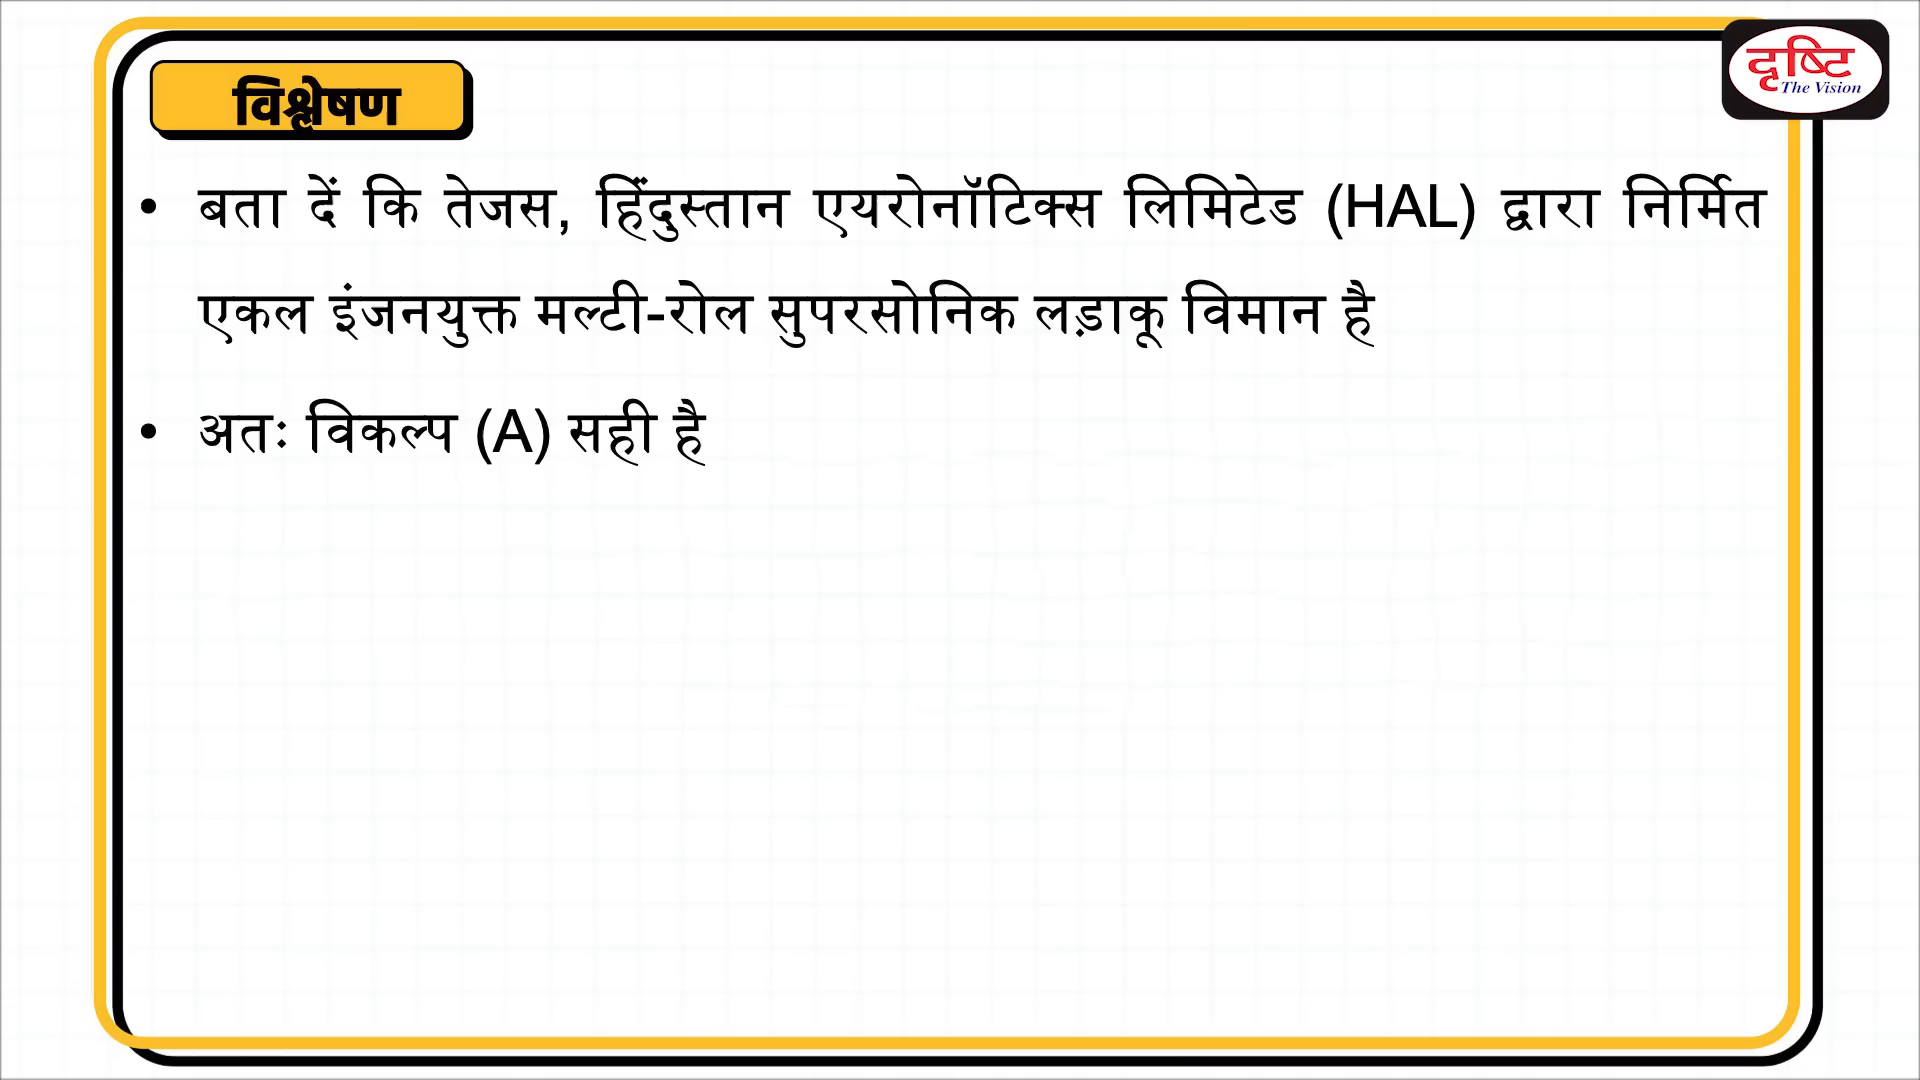 दृष्टि
The Vision
विश्लेषण
• बता दें कि तेजस, हिंदुस्तान एयरोनॉटिक्स लिमिटेड (HAL) द्वारा निर्मित
एकल इंजनयुक्त मल्टी-रोल सुपरसोनिक लड़ाकू विमान है
• अतः विकल्प (A) सही है